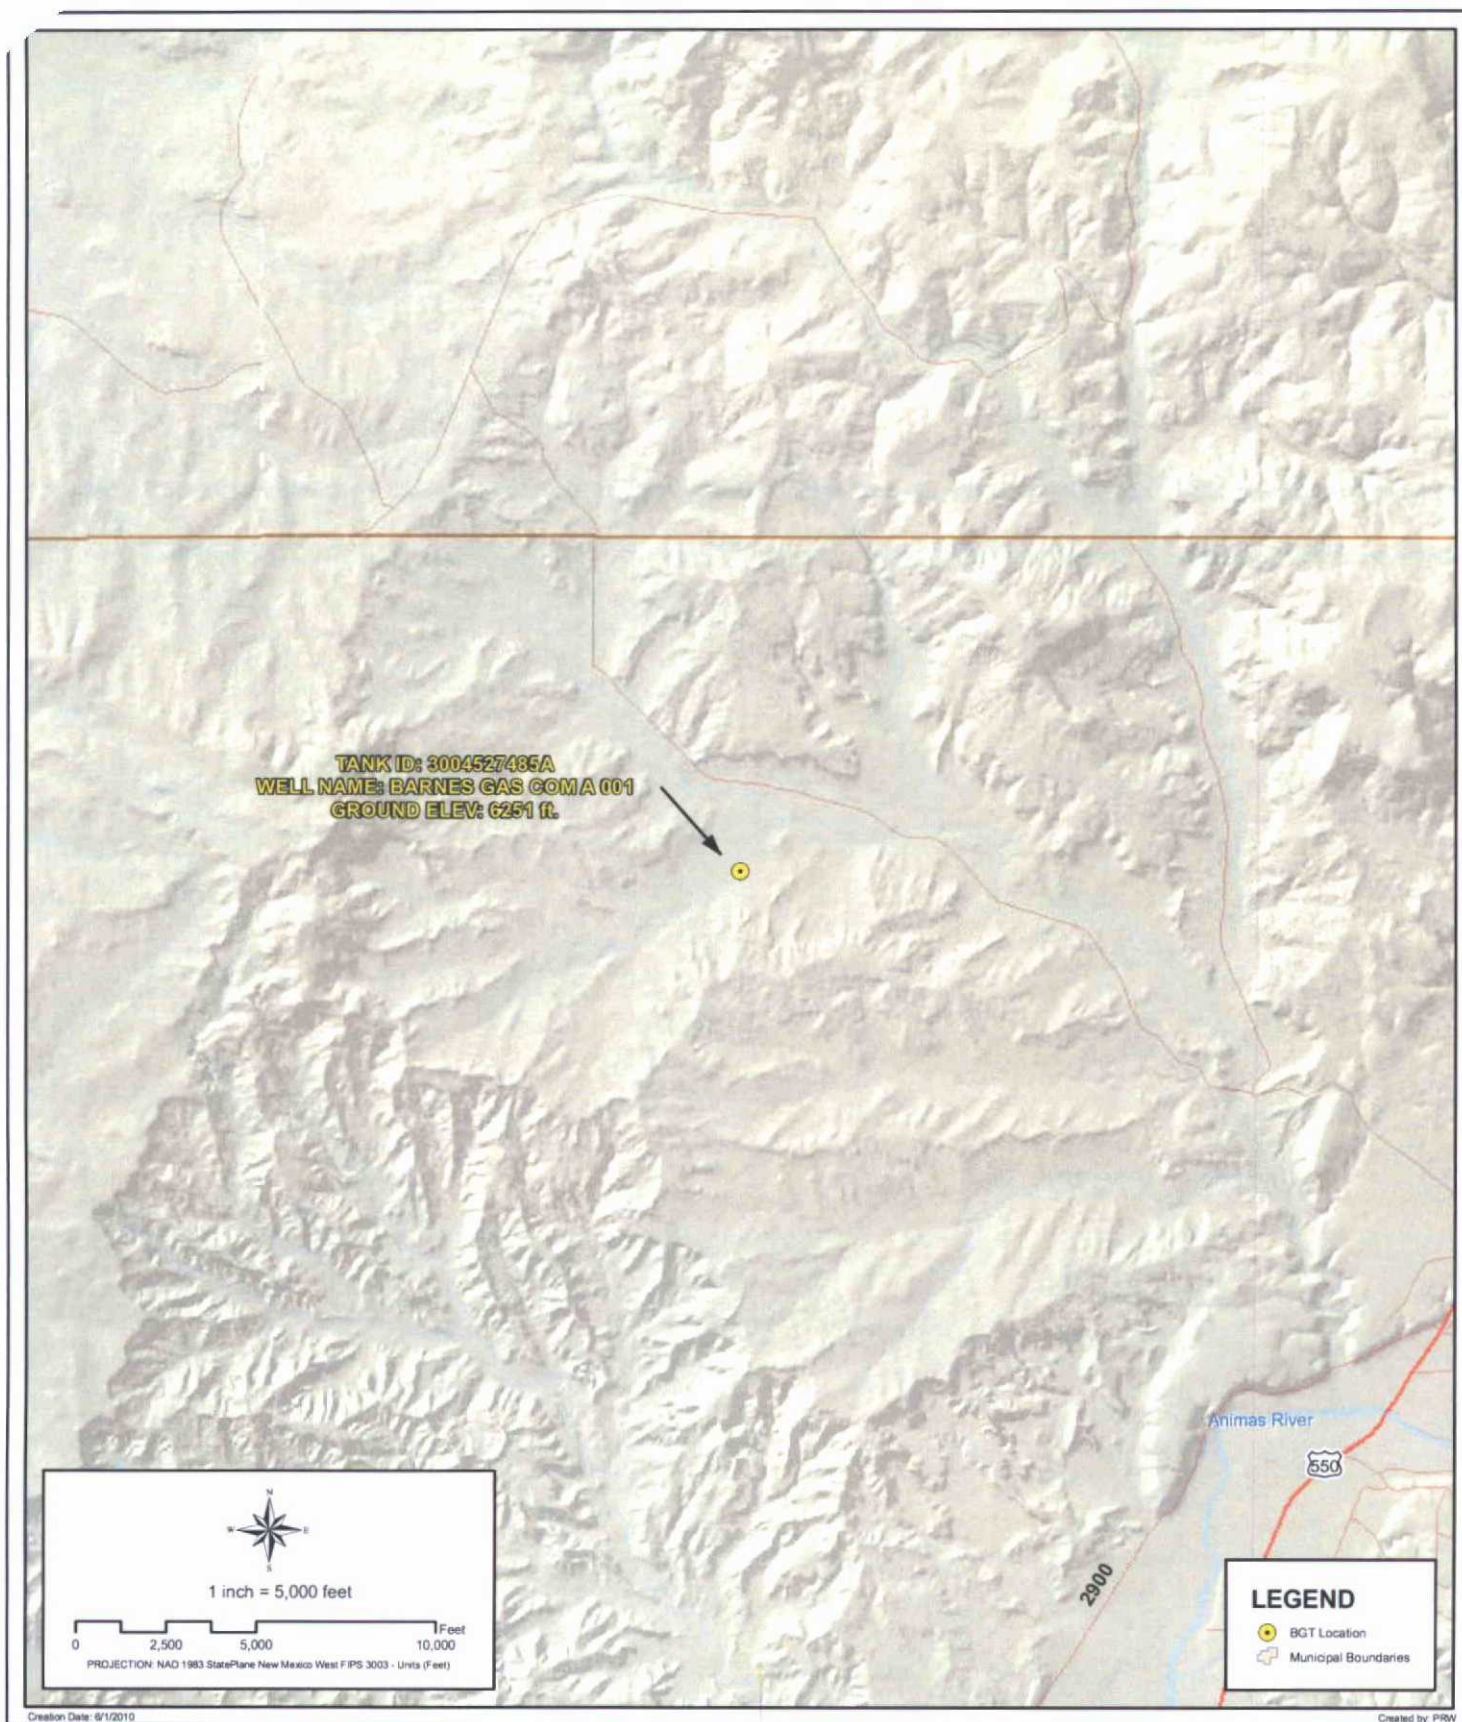 TANK ID: 3004527485A
WELL NAME: BARNES GAS COM A 001
GROUND ELEV: 6251 ft.
Animas River
550
2900
N
W E
S
1 inch = 5,000 feet
Feet
0 2,500 5,000 10,000
PROJECTION: NAD 1983 StatePlane New Mexico West FIPS 3003 - Units (Feet)
LEGEND
BGT Location
Municipal Boundaries
Creation Date: 6/1/2010
Created by: PRW